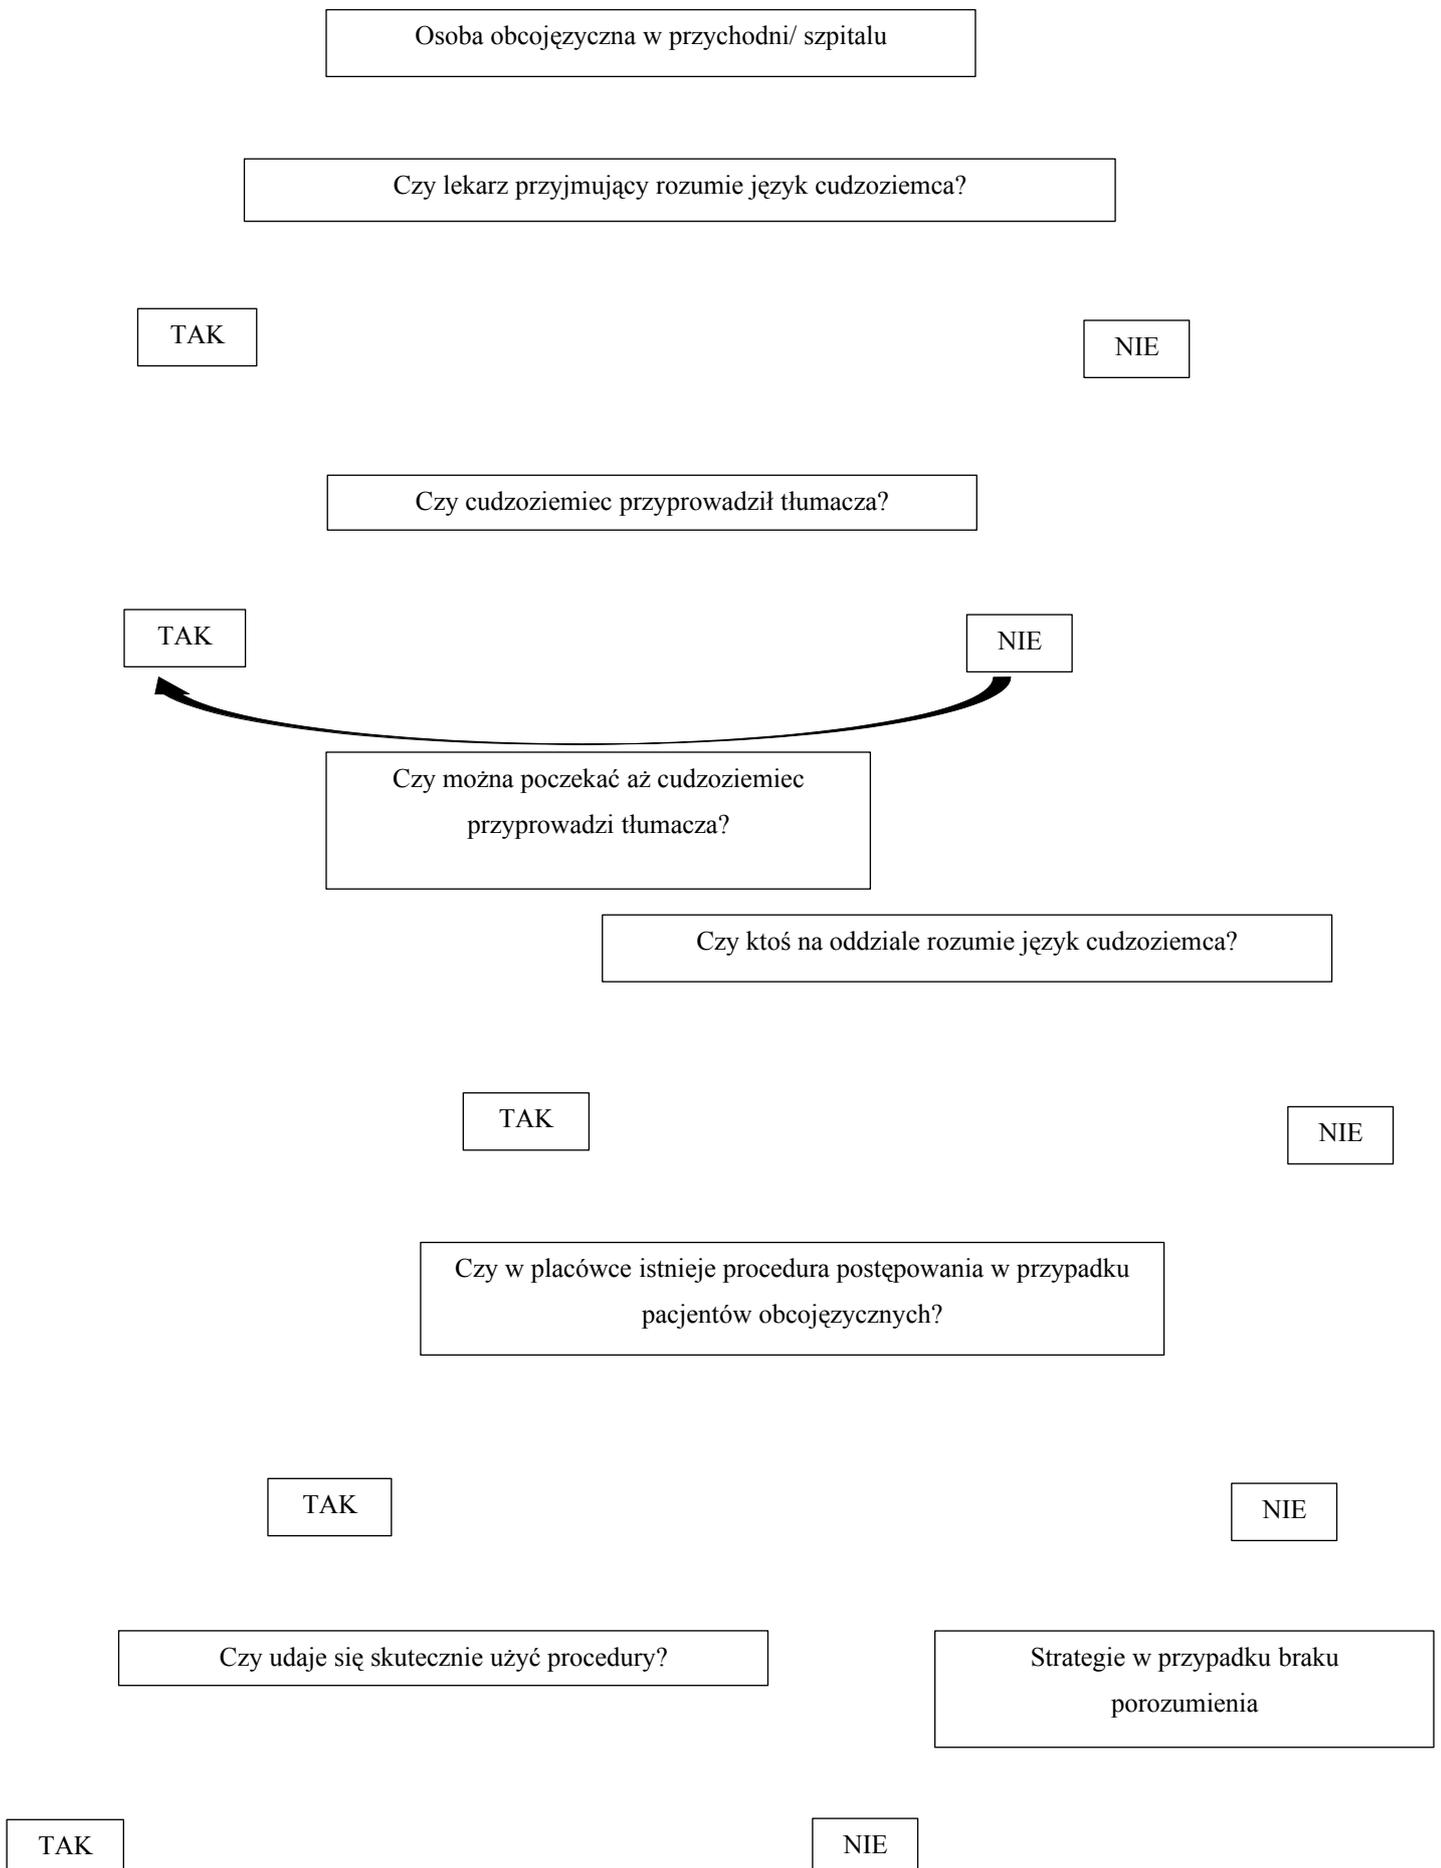 Osoba obcojęzyczna w przychodni/ szpitalu
Czy lekarz przyjmujący rozumie język cudzoziemca?
TAK
NIE
Czy cudzoziemiec przyprowadził tłumacza?
TAK
NIE
Czy można poczekać aż cudzoziemiec
przyprowadzi tłumacza?
Czy ktoś na oddziale rozumie język cudzoziemca?
TAK
NIE
Czy w placówce istnieje procedura postępowania w przypadku
pacjentów obcojęzycznych?
TAK
NIE
Czy udaje się skutecznie użyć procedury?
Strategie w przypadku braku
porozumienia
TAK
NIE